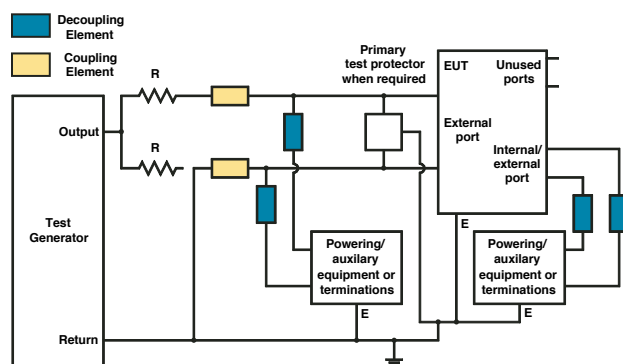 Decoupling
Element
Coupling
Element
Primary
test protector
when required
R
R
Output
Test
Generator
Return
EUT
Unused
ports
External
port
Internal/
external
port
E
Powering/
auxilary
equipment or
terminations
E
Powering/
auxilary
equipment or
terminations
E